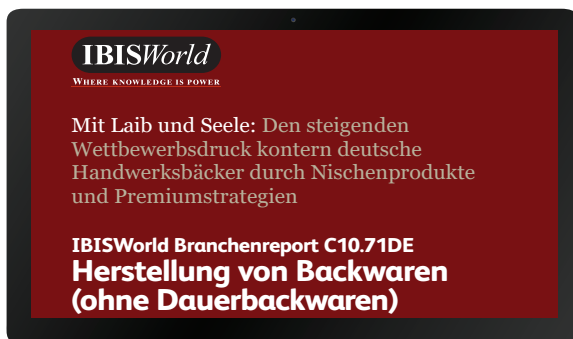 IBISWorld
WHERE KNOWLEDGE IS POWER
Mit Laib und Seele: Den steigenden
Wettbewerbsdruck kontern deutsche
Handwerksbäcker durch Nischenprodukte
und Premiumstrategien
IBISWorld Branchenreport C10.71DE
Herstellung von Backwaren
(ohne Dauerbackwaren)